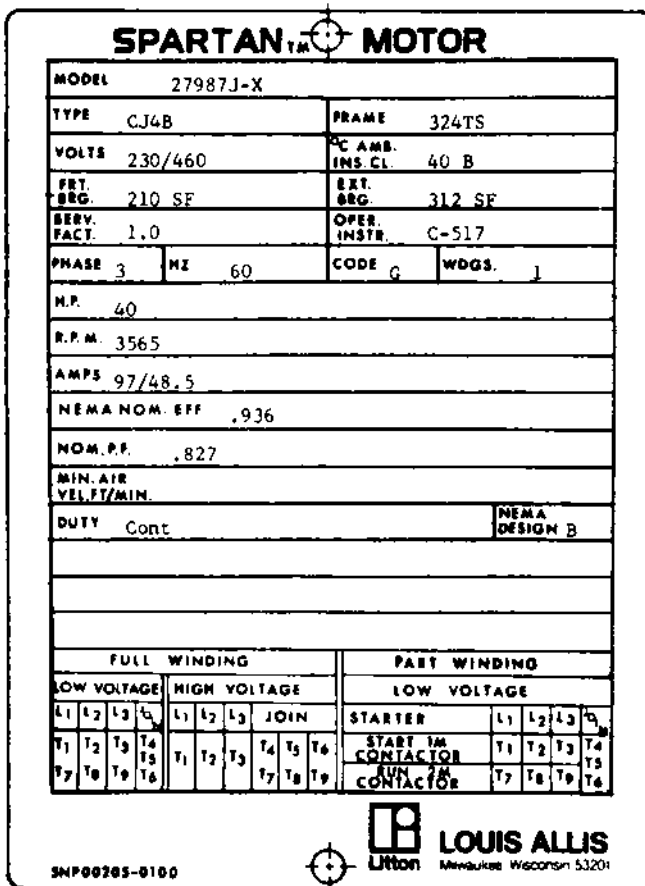 SPARTAN TM MOTOR
MODEL 27987J-X
TYPE CJ4B FRAME 324TS
VOLTS 230/460 °C AMB. INS. CL. 40 B
FRT. BRG. 210 SF EXT. BRG. 312 SF
SERV. FACT. 1.0 OPER. INSTR. C-517
PHASE 3 HZ 60 CODE G WDGS. 1
H.P. 40
R.P.M. 3565
AMPS 97/48.5
NEMA NOM. EFF .936
NOM. P.F. .827
MIN. AIR VEL. FT/MIN.
DUTY Cont NEMA DESIGN B
FULL WINDING PART WINDING
LOW VOLTAGE HIGH VOLTAGE LOW VOLTAGE
L1 L2 L3 L1 L2 L3 JOIN STARTER L1 L2 L3
T1 T2 T3 T4 T1 T2 T3 T4 T5 T6 START 1M CONTACTOR T1 T2 T3 T4
T5 T5
T7 T8 T9 T6 T7 T8 T9 RUN 2M CONTACTOR T7 T8 T9 T6
Litton LOUIS ALLIS
Milwaukee Wisconsin 53201
SNP00205-0100